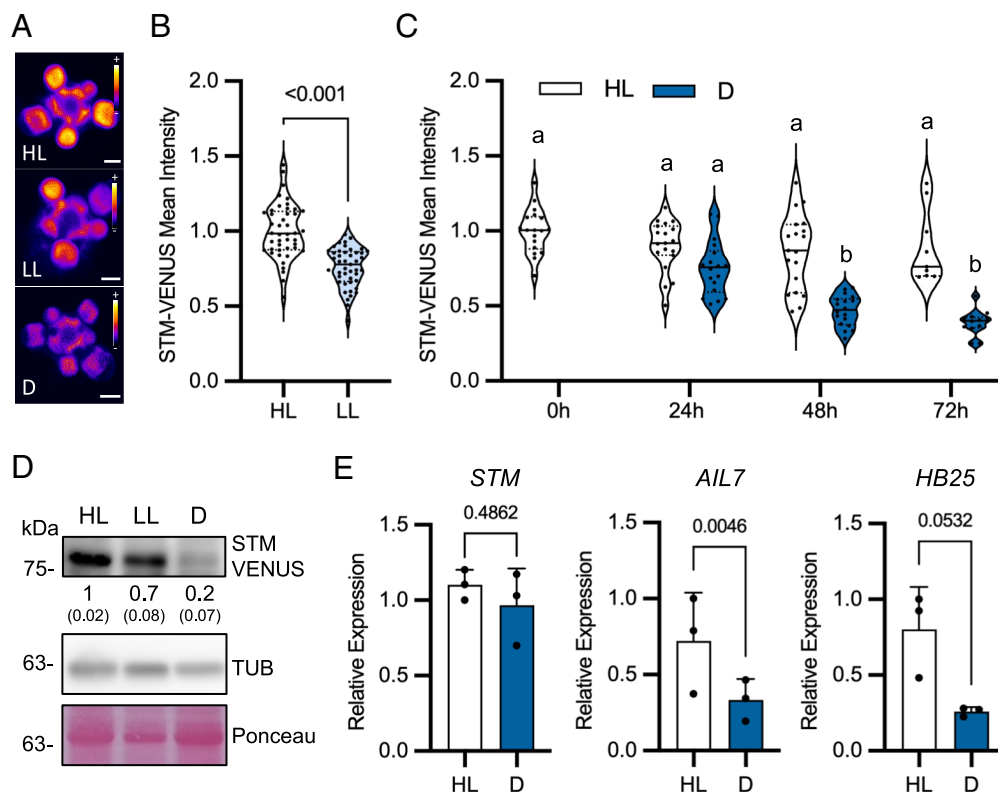 A
+
-
HL
+
-
LL
+
-
D
B
STM-VENUS Mean Intensity
2.0
1.5
1.0
0.5
0.0
<0.001
HL LL
C
STM-VENUS Mean Intensity
2.0
1.5
1.0
0.5
0.0
HL D
a a a a b a b
0h 24h 48h 72h
D
kDa HL LL D
75- STM
VENUS
1 0.7 0.2
(0.02) (0.08) (0.07)
63- TUB
63- Ponceau
E
STM
Relative Expression
1.5
1.0
0.5
0.0
0.4862
HL D
AIL7
Relative Expression
1.5
1.0
0.5
0.0
0.0046
HL D
HB25
Relative Expression
1.5
1.0
0.5
0.0
0.0532
HL D